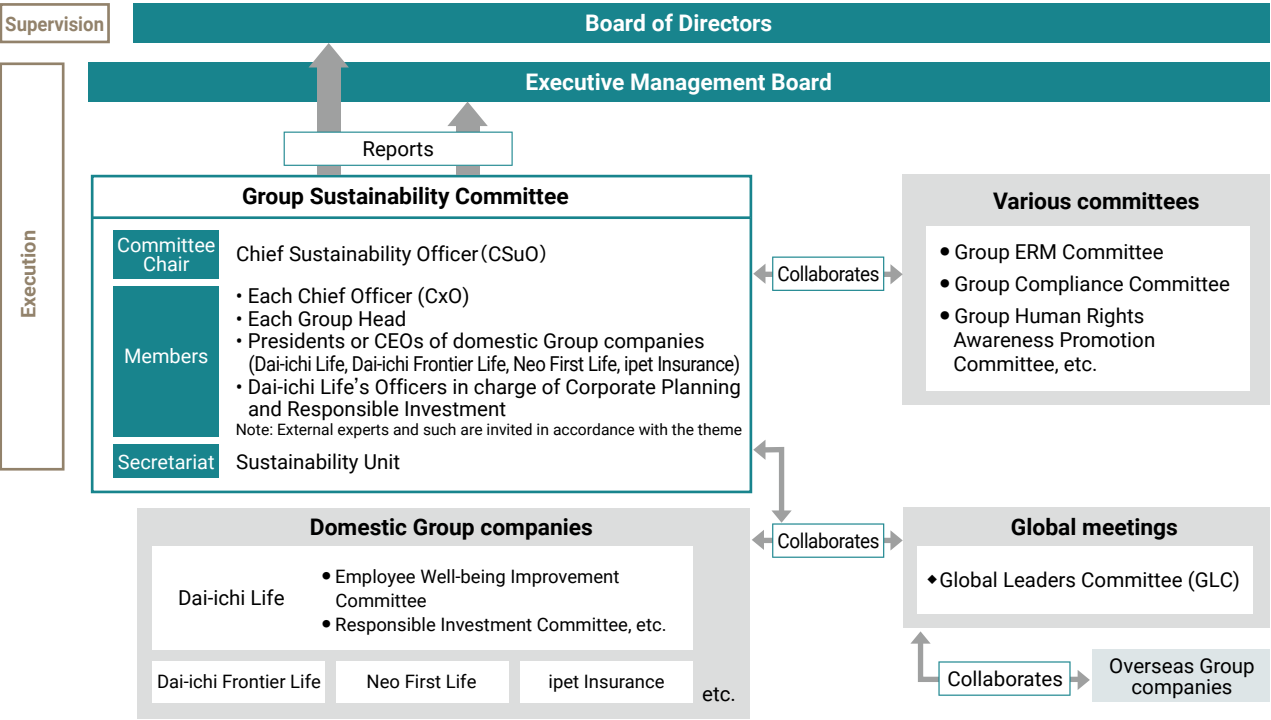 Supervision
Board of Directors
Execution
Executive Management Board
Reports
Group Sustainability Committee
Committee
Chair
Chief Sustainability Officer(CSuO)
Members
・Each Chief Officer (CxO)
・Each Group Head
・Presidents or CEOs of domestic Group companies
(Dai-ichi Life, Dai-ichi Frontier Life, Neo First Life, ipet Insurance)
・Dai-ichi Life's Officers in charge of Corporate Planning
and Responsible Investment
Note: External experts and such are invited in accordance with the theme
Secretariat
Sustainability Unit
Collaborates
Various committees
● Group ERM Committee
● Group Compliance Committee
● Group Human Rights
Awareness Promotion
Committee, etc.
Domestic Group companies
Dai-ichi Life
● Employee Well-being Improvement
Committee
● Responsible Investment Committee, etc.
Dai-ichi Frontier Life
Neo First Life
ipet Insurance
etc.
Collaborates
Global meetings
◆Global Leaders Committee (GLC)
Collaborates
Overseas Group
companies